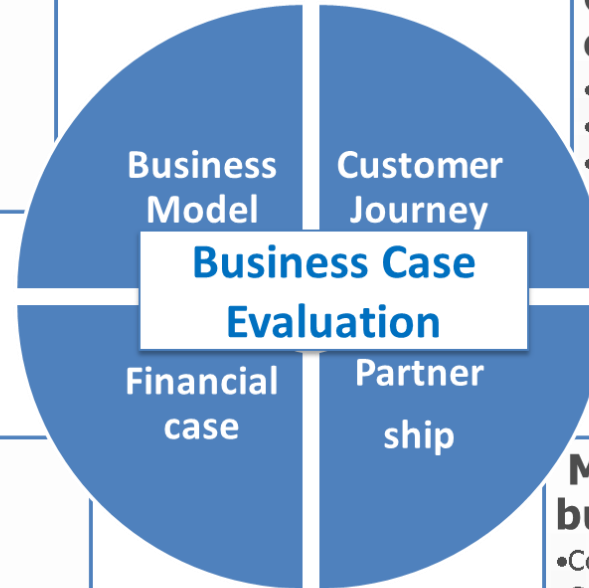 Business
Model
Customer
Journey
Business Case
Evaluation
Financial
case
Partner
ship